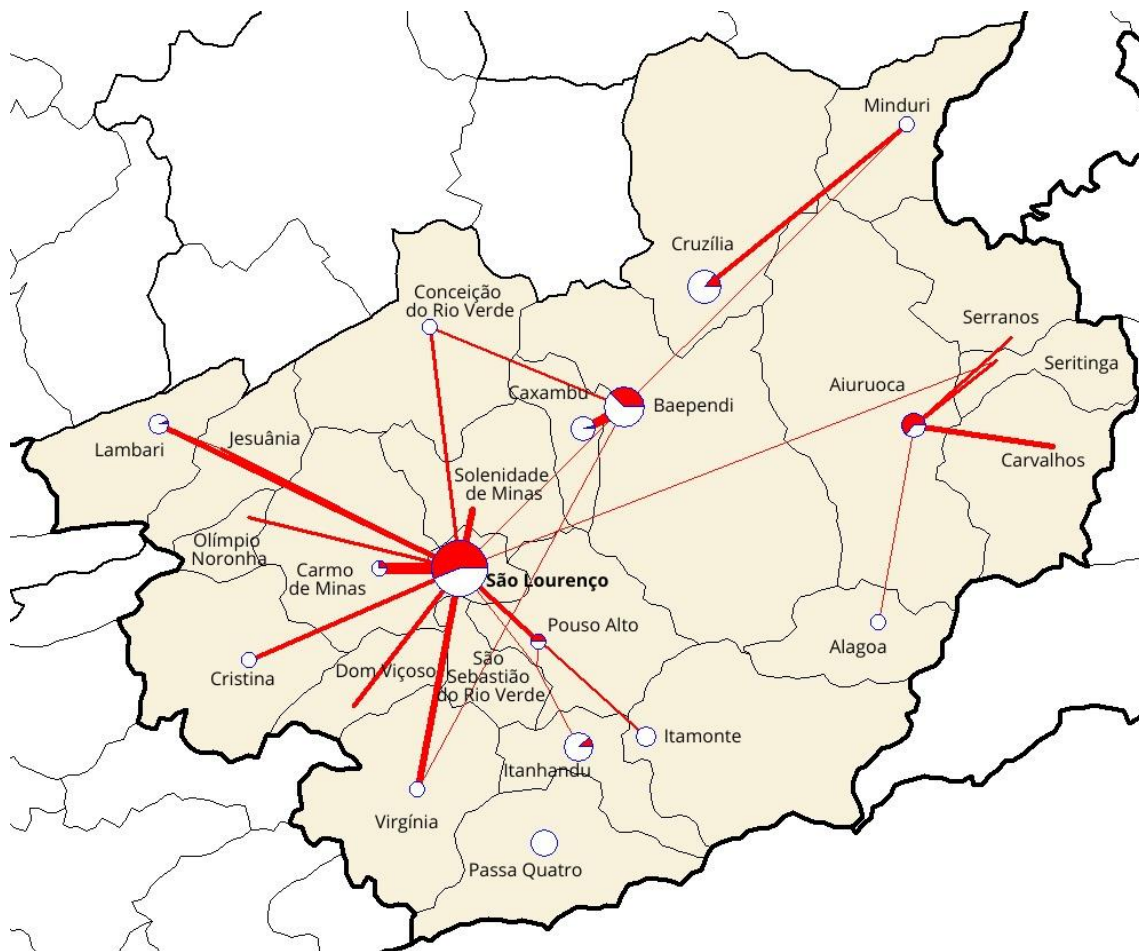 Minduri
Cruzília
Conceição
do Rio Verde
Serranos
Seritinga
Caxambu
Aiuruoca
Baependi
Lambari
Jesuânia
Carvalhos
Solenidade
de Minas
Olímpio
Noronha
Carmo
de Minas
São Lourenço
Pouso Alto
Alagoa
Cristina
Dom Viçoso
São
Sebastião
do Rio Verde
Itamonte
Itanhandu
Virgínia
Passa Quatro